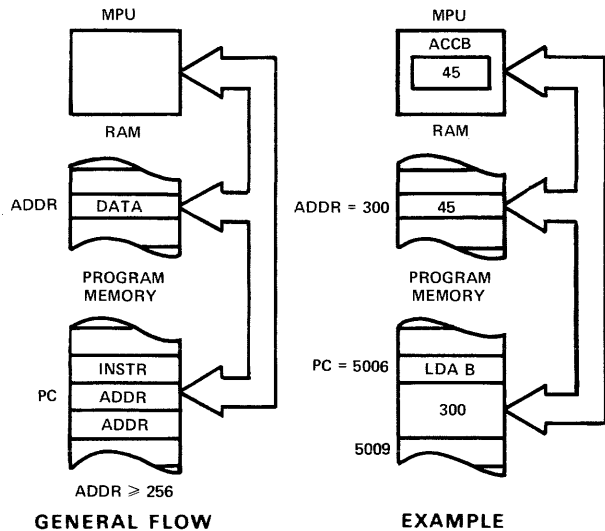 MPU
RAM
ADDR
DATA
PROGRAM
MEMORY
INSTR
PC
ADDR
ADDR
ADDR ⩾ 256
GENERAL FLOW
MPU
ACCB
45
RAM
ADDR = 300
45
PROGRAM
MEMORY
PC = 5006
LDA B
300
5009
EXAMPLE